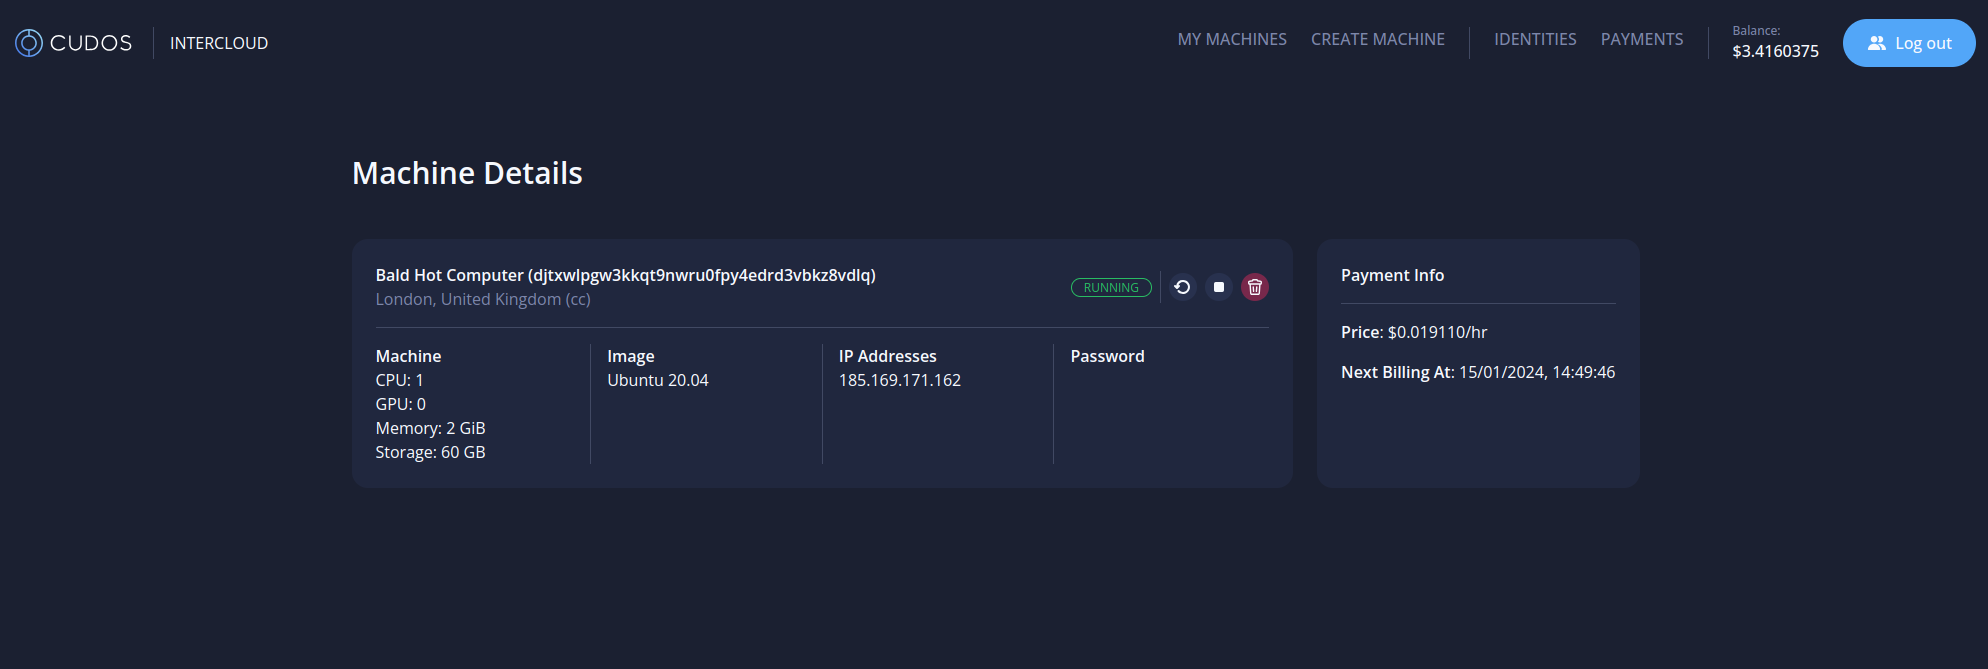 CUDOS INTERCLOUD MY MACHINES CREATE MACHINE IDENTITIES PAYMENTS Balance: $3.4160375 Log out
Machine Details
Bald Hot Computer (djtxwlpgw3kkqt9nwru0fpy4edrd3vbkz8vdlq)
London, United Kingdom (cc)
RUNNING
Machine
CPU: 1
GPU: 0
Memory: 2 GiB
Storage: 60 GB
Image
Ubuntu 20.04
IP Addresses
185.169.171.162
Password
Payment Info
Price: $0.019110/hr
Next Billing At: 15/01/2024, 14:49:46